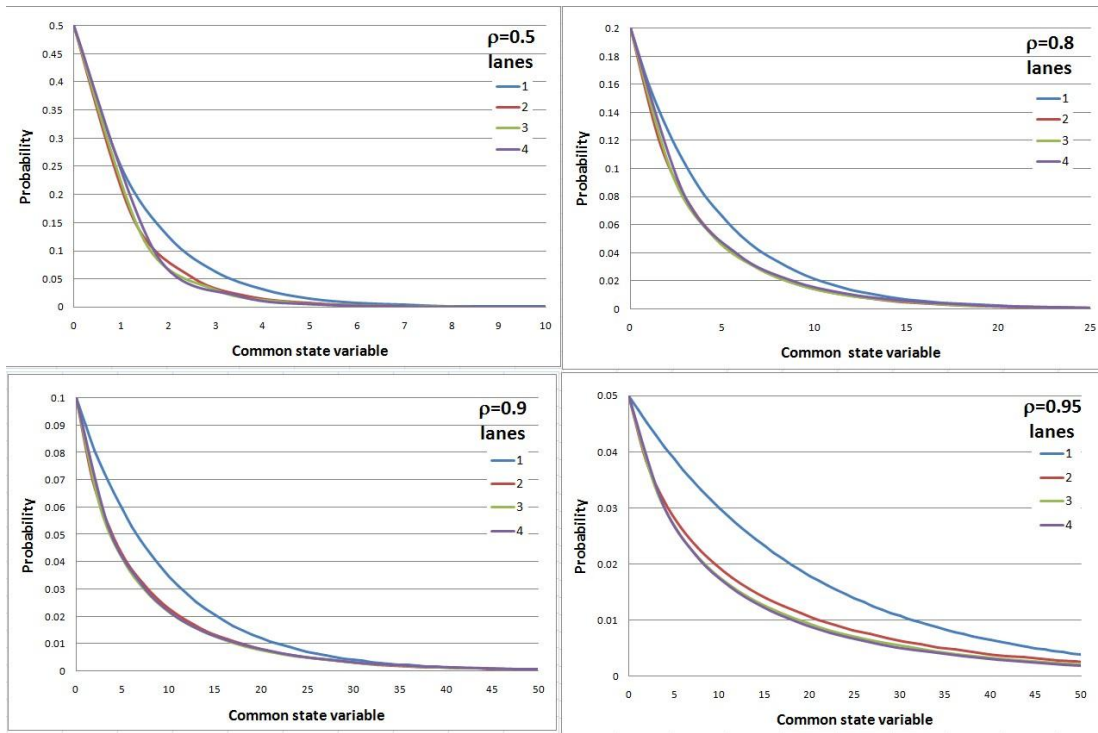 0.5
0.45
0.4
0.35
0.3
0.25
0.2
0.15
0.1
0.05
0
Probability
ρ=0.5
lanes
1
2
3
4
0 1 2 3 4 5 6 7 8 9 10
Common state variable
0.2
0.18
0.16
0.14
0.12
0.1
0.08
0.06
0.04
0.02
0
Probability
ρ=0.8
lanes
1
2
3
4
0 5 10 15 20 25
Common state variable
0.1
0.09
0.08
0.07
0.06
0.05
0.04
0.03
0.02
0.01
0
Probability
ρ=0.9
lanes
1
2
3
4
0 5 10 15 20 25 30 35 40 45 50
Common state variable
0.05
0.04
0.03
0.02
0.01
0
Probability
ρ=0.95
lanes
1
2
3
4
0 5 10 15 20 25 30 35 40 45 50
Common state variable